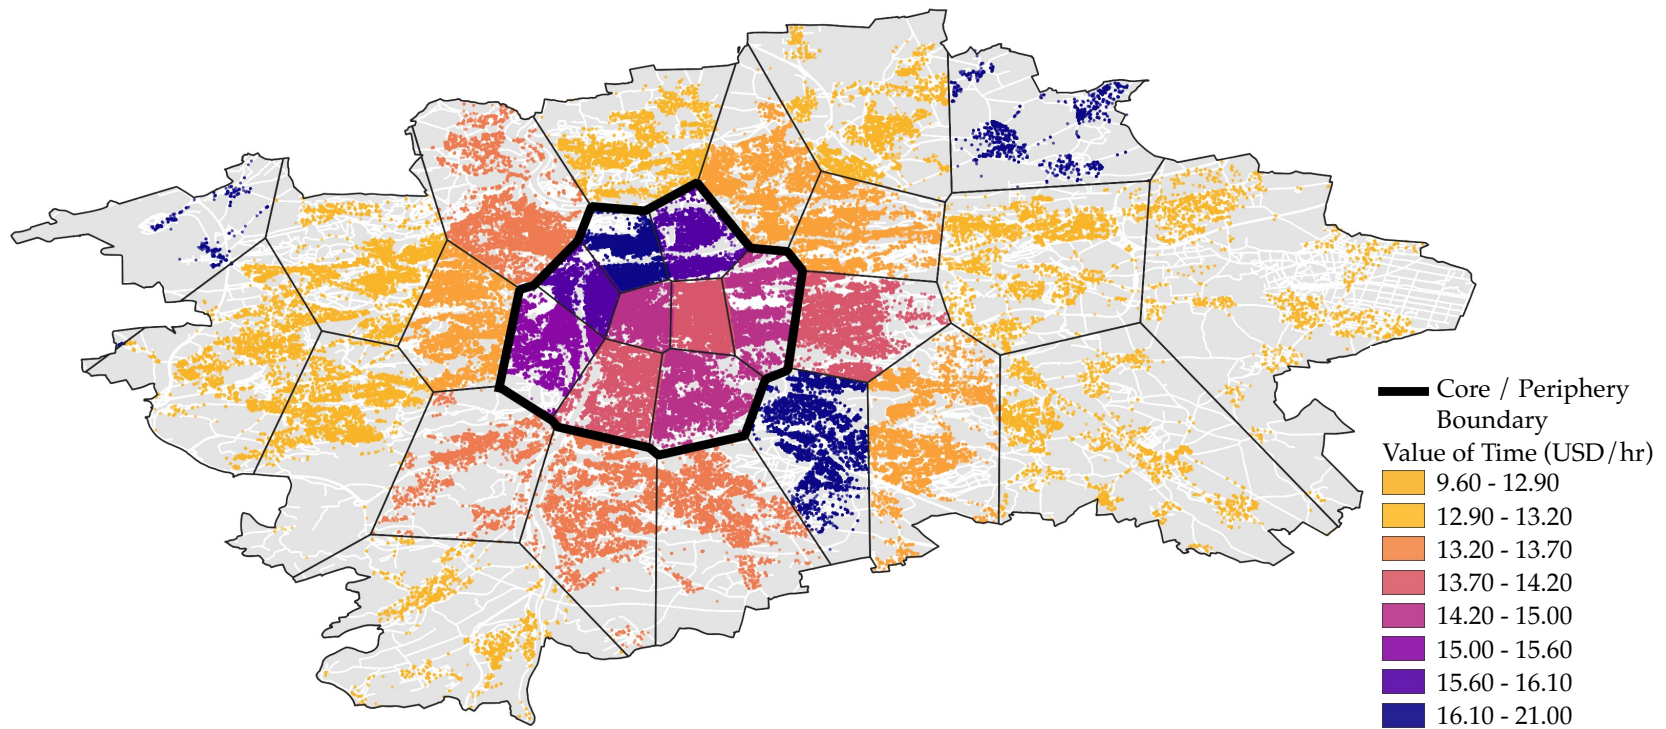 Core / Periphery
Boundary
Value of Time (USD/hr)
9.60 - 12.90
12.90 - 13.20
13.20 - 13.70
13.70 - 14.20
14.20 - 15.00
15.00 - 15.60
15.60 - 16.10
16.10 - 21.00